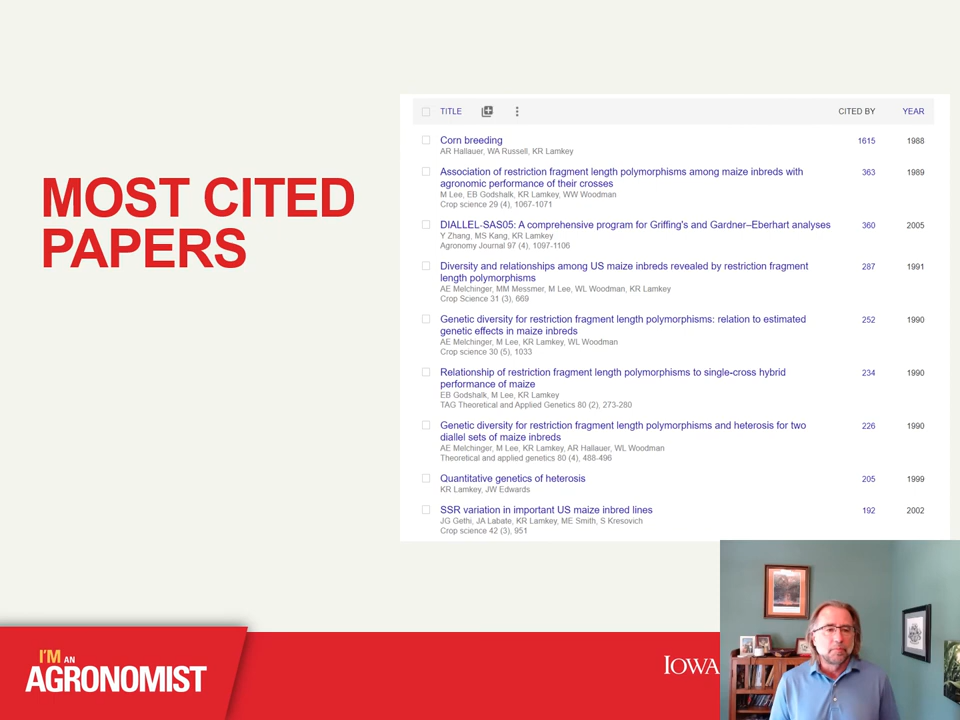 MOST CITED
PAPERS
TITLE CITED BY YEAR
Corn breeding 1615 1988
AR Hallauer, WA Russell, KR Lamkey
Association of restriction fragment length polymorphisms among maize inbreds with 363 1989
agronomic performance of their crosses
M Lee, EB Godshalk, KR Lamkey, WW Woodman
Crop science 29 (4), 1067-1071
DIALLEL-SAS05: A comprehensive program for Griffing's and Gardner–Eberhart analyses 360 2005
Y Zhang, MS Kang, KR Lamkey
Agronomy Journal 97 (4), 1097-1106
Diversity and relationships among US maize inbreds revealed by restriction fragment 287 1991
length polymorphisms
AE Melchinger, MM Messmer, M Lee, WL Woodman, KR Lamkey
Crop Science 31 (3), 669
Genetic diversity for restriction fragment length polymorphisms: relation to estimated 252 1990
genetic effects in maize inbreds
AE Melchinger, M Lee, KR Lamkey, WL Woodman
Crop science 30 (5), 1033
Relationship of restriction fragment length polymorphisms to single-cross hybrid 234 1990
performance of maize
EB Godshalk, M Lee, KR Lamkey
TAG Theoretical and Applied Genetics 80 (2), 273-280
Genetic diversity for restriction fragment length polymorphisms and heterosis for two 226 1990
diallel sets of maize inbreds
AE Melchinger, M Lee, KR Lamkey, AR Hallauer, WL Woodman
Theoretical and applied genetics 80 (4), 488-496
Quantitative genetics of heterosis 205 1999
KR Lamkey, JW Edwards
SSR variation in important US maize inbred lines 192 2002
JG Gethi, JA Labate, KR Lamkey, ME Smith, S Kresovich
Crop science 42 (3), 951
I'M AN
AGRONOMIST
IOWA